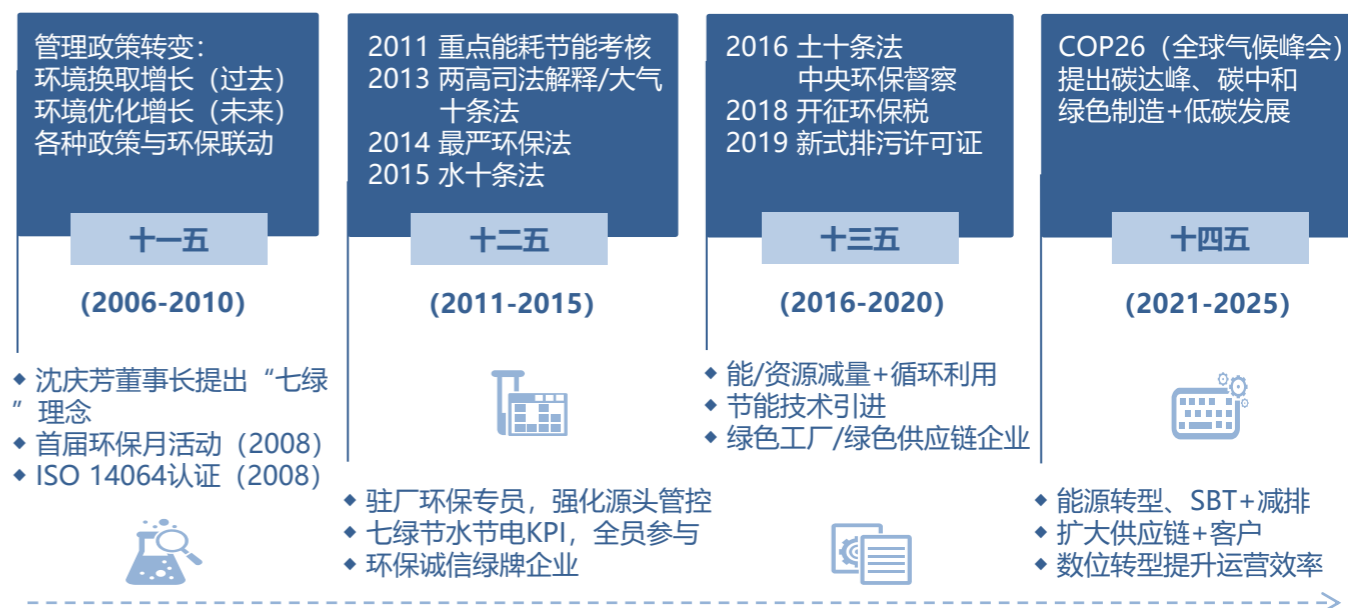 管理政策转变：
环境换取增长（过去）
环境优化增长（未来）
各种政策与环保联动
十一五
(2006-2010)
◆ 沈庆芳董事长提出“七绿
”理念
◆ 首届环保月活动（2008）
◆ ISO 14064认证（2008）
2011 重点能耗节能考核
2013 两高司法解释/大气
十条法
2014 最严环保法
2015 水十条法
十二五
(2011-2015)
◆ 驻厂环保专员，强化源头管控
◆ 七绿节水节电KPI，全员参与
◆ 环保诚信绿牌企业
2016 土十条法
中央环保督察
2018 开征环保税
2019 新式排污许可证
十三五
(2016-2020)
◆ 能/资源减量+循环利用
◆ 节能技术引进
◆ 绿色工厂/绿色供应链企业
COP26（全球气候峰会）
提出碳达峰、碳中和
绿色制造+低碳发展
十四五
(2021-2025)
◆ 能源转型、SBT+减排
◆ 扩大供应链+客户
◆ 数位转型提升运营效率